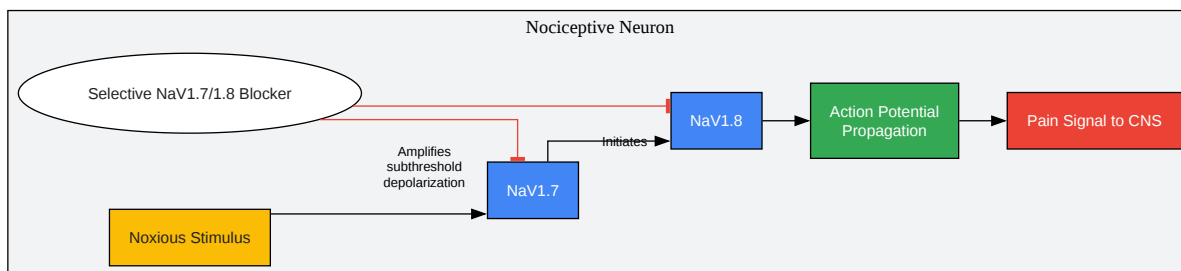 Nociceptive Neuron
Selective NaV1.7/1.8 Blocker
NaV1.8
Action Potential
Propagation
Pain Signal to CNS
Initiates
Amplifies
subthreshold
depolarization
NaV1.7
Noxious Stimulus